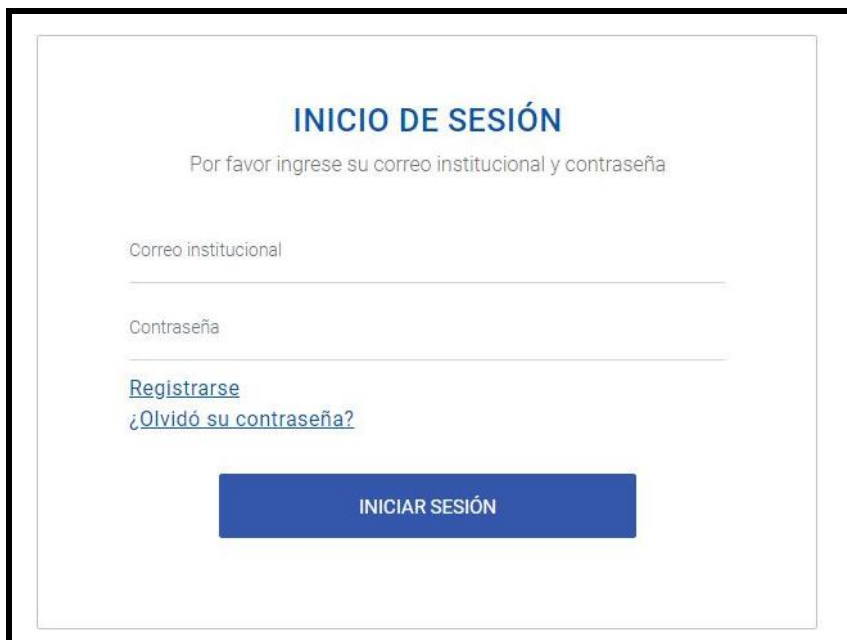 INICIO DE SESIÓN
Por favor ingrese su correo institucional y contraseña
Correo institucional
Contraseña
Registrarse
¿Olvidó su contraseña?
INICIAR SESIÓN